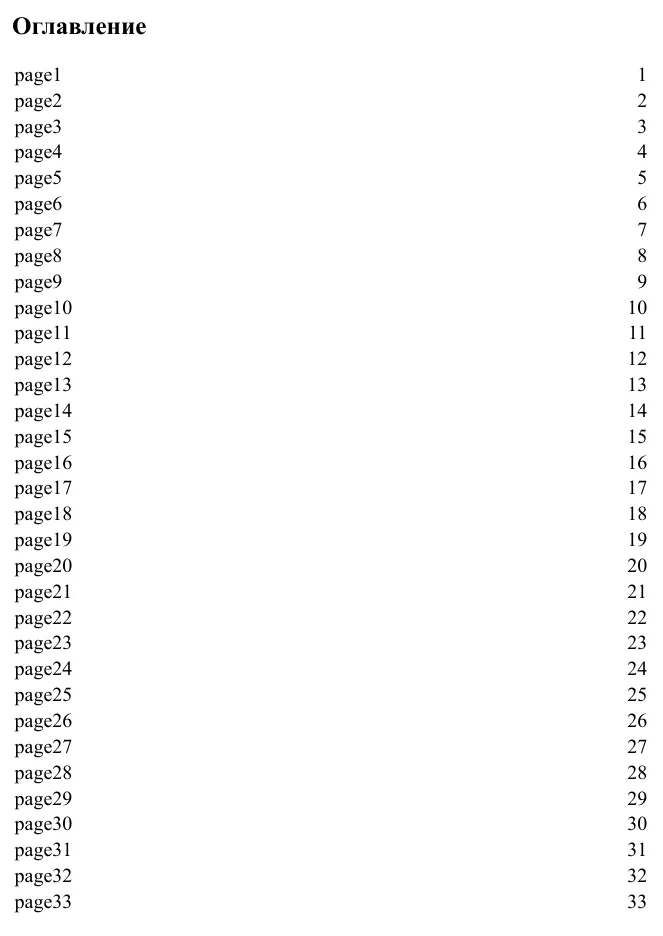 Оглавление
page1 1
page2 2
page3 3
page4 4
page5 5
page6 6
page7 7
page8 8
page9 9
page10 10
page11 11
page12 12
page13 13
page14 14
page15 15
page16 16
page17 17
page18 18
page19 19
page20 20
page21 21
page22 22
page23 23
page24 24
page25 25
page26 26
page27 27
page28 28
page29 29
page30 30
page31 31
page32 32
page33 33